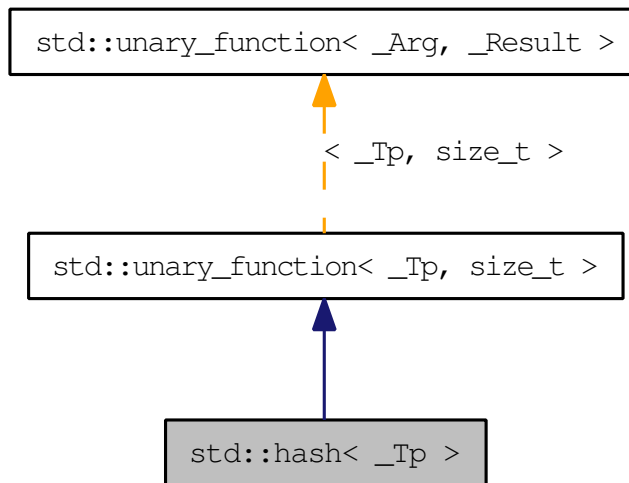 std::unary_function< _Arg, _Result >
< _Tp, size_t >
std::unary_function< _Tp, size_t >
std::hash< _Tp >